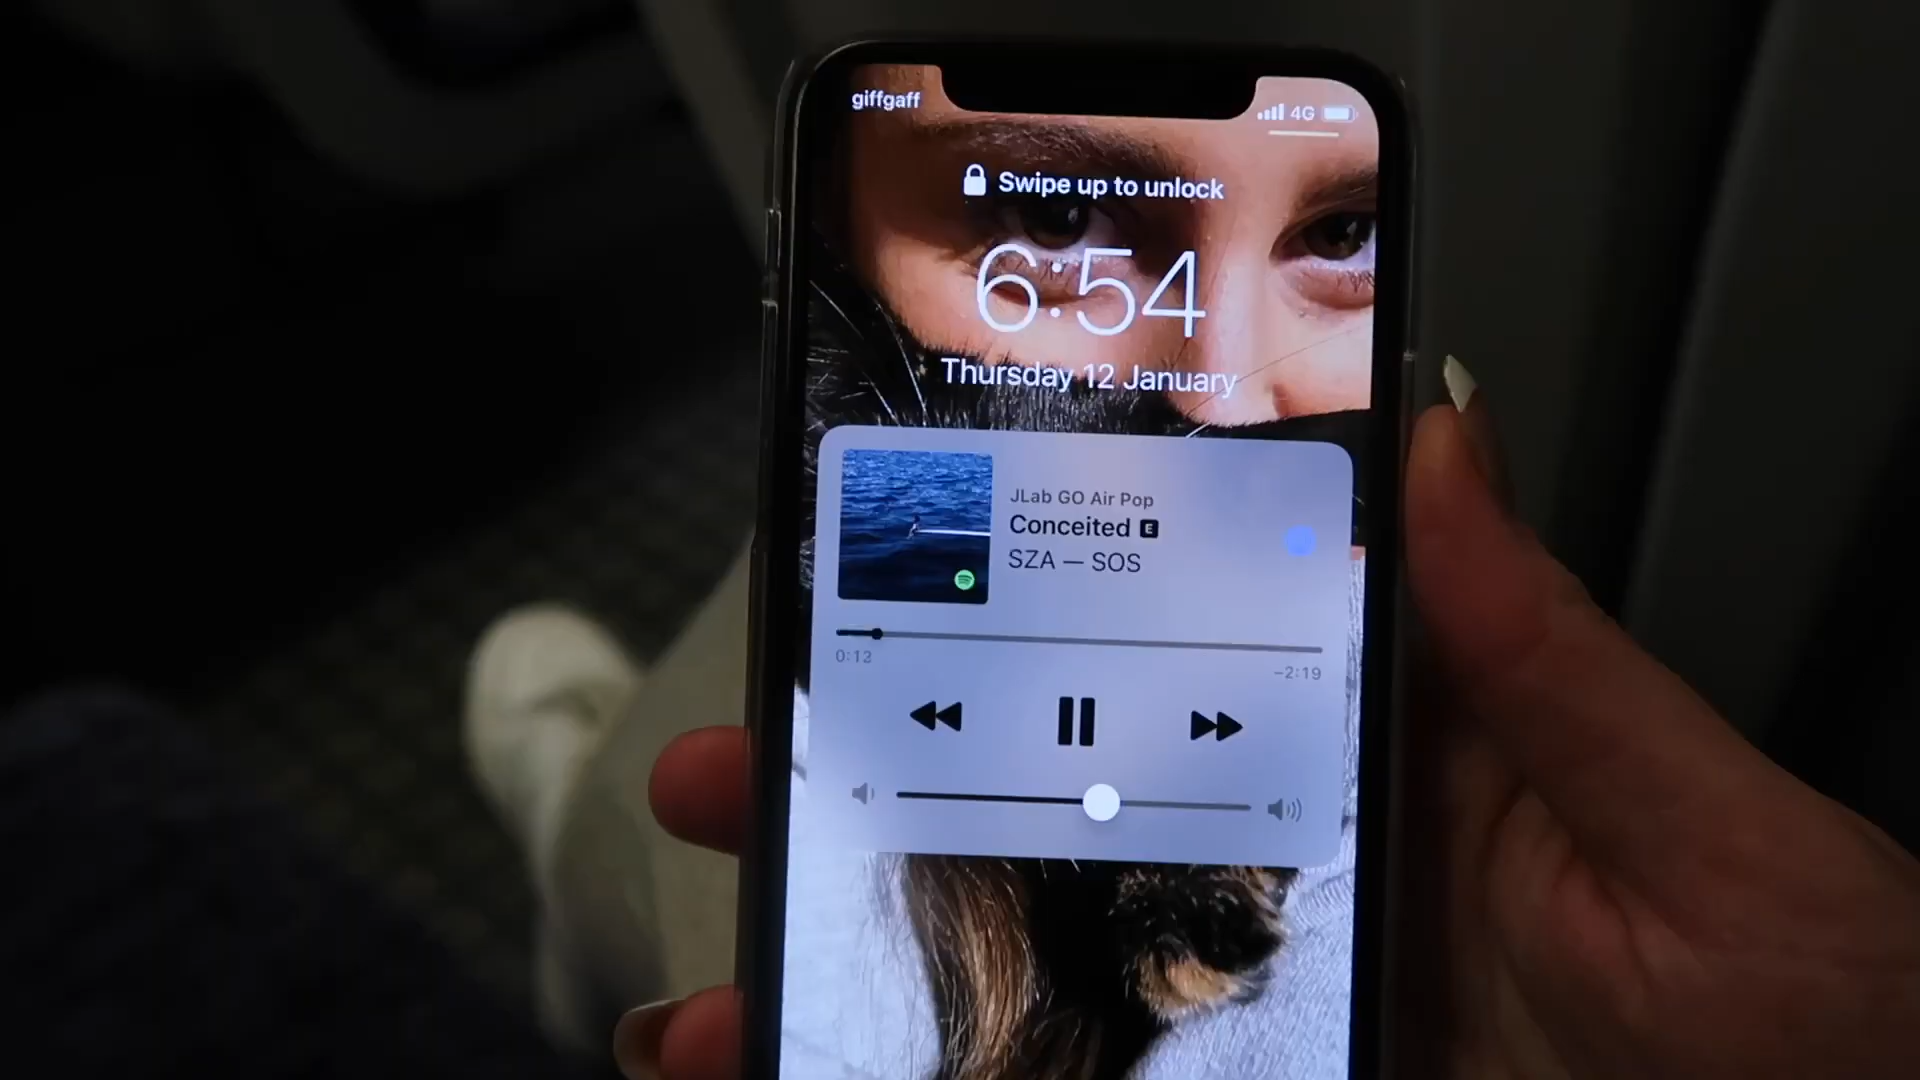 giffgaff
4G
Swipe up to unlock
6:54
Thursday 12 January
JLab GO Air Pop
Conceited E
SZA — SOS
0:13
-2:19